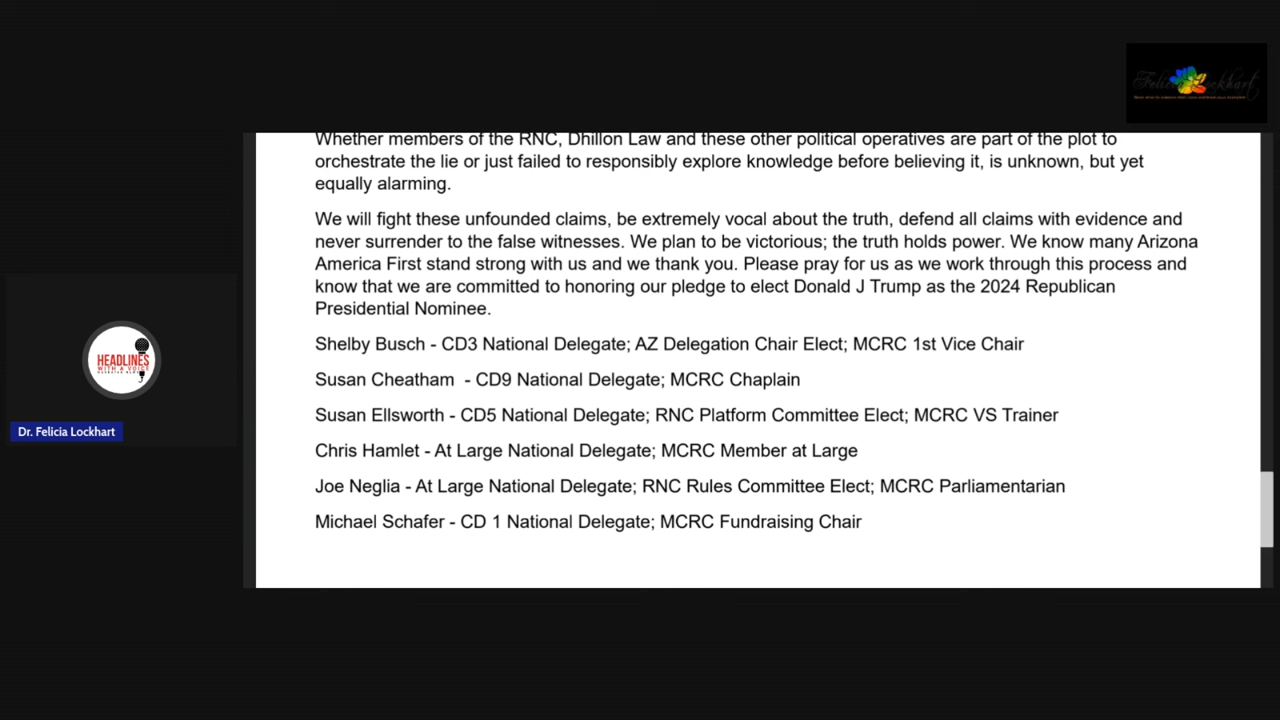 Felicia Lockhart
Whether members of the RNC, Dhillon Law and these other political operatives are part of the plot to
orchestrate the lie or just failed to responsibly explore knowledge before believing it, is unknown, but yet
equally alarming.
We will fight these unfounded claims, be extremely vocal about the truth, defend all claims with evidence and
never surrender to the false witnesses. We plan to be victorious; the truth holds power. We know many Arizona
America First stand strong with us and we thank you. Please pray for us as we work through this process and
know that we are committed to honoring our pledge to elect Donald J Trump as the 2024 Republican
Presidential Nominee.
Shelby Busch - CD3 National Delegate; AZ Delegation Chair Elect; MCRC 1st Vice Chair
Susan Cheatham  - CD9 National Delegate; MCRC Chaplain
Susan Ellsworth - CD5 National Delegate; RNC Platform Committee Elect; MCRC VS Trainer
Chris Hamlet - At Large National Delegate; MCRC Member at Large
Joe Neglia - At Large National Delegate; RNC Rules Committee Elect; MCRC Parliamentarian
Michael Schafer - CD 1 National Delegate; MCRC Fundraising Chair
HEADLINES
WITH A VOICE
Dr. Felicia Lockhart